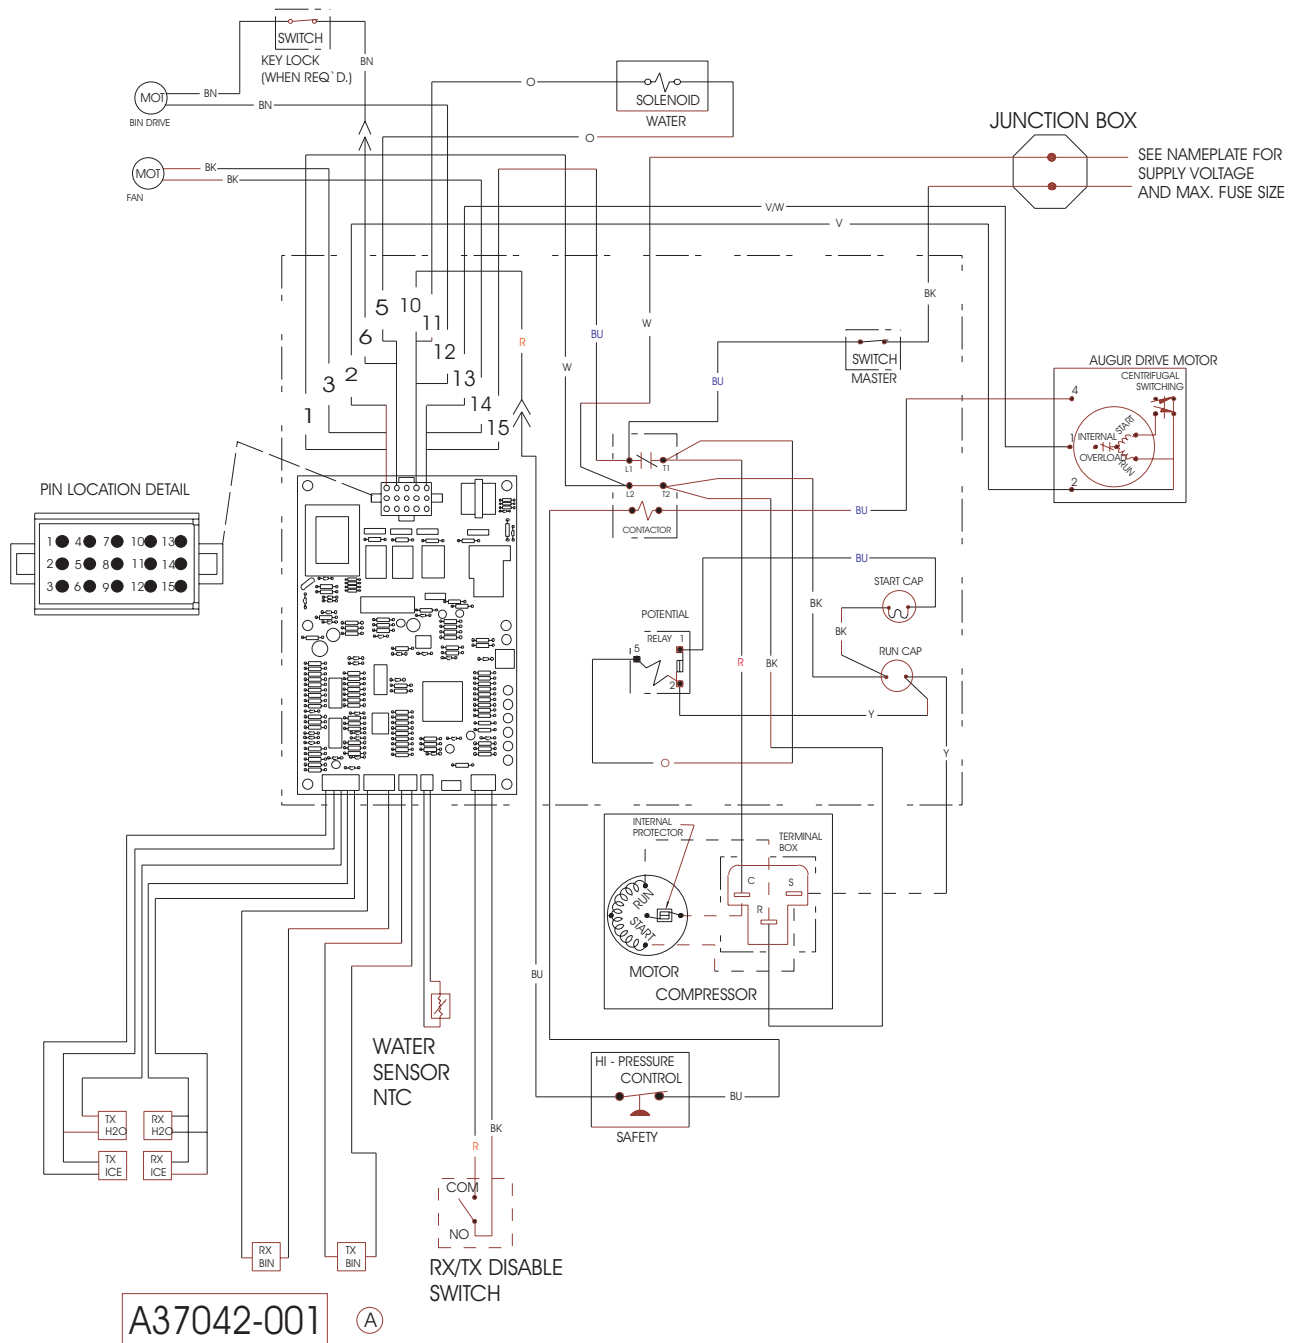 SWITCH
KEY LOCK
(WHEN REQ`D.)
BN
MOT
BN
BN
BIN DRIVE
MOT
BK
BK
FAN
O
SOLENOID
WATER
O
JUNCTION BOX
SEE NAMEPLATE FOR
SUPPLY VOLTAGE
AND MAX. FUSE SIZE
V/W
V
BK
5
10
11
6
12
2
13
3
14
1
15
R
BU
W
W
BU
SWITCH
MASTER
AUGUR DRIVE MOTOR
CENTRIFUGAL
SWITCHING
4
1
INTERNAL
OVERLOAD
START
RUN
2
L1
T1
L2
T2
CONTACTOR
BU
BU
PIN LOCATION DETAIL
1 4 7 10 13
2 5 8 11 14
3 6 9 12 15
POTENTIAL
RELAY
1
5
2
START CAP
BK
BK
RUN CAP
R
BK
Y
Y
O
INTERNAL
PROTECTOR
TERMINAL
BOX
C
S
R
RUN
START
MOTOR
COMPRESSOR
BU
HI - PRESSURE
CONTROL
BU
SAFETY
WATER
SENSOR
NTC
TX
H2O
RX
H2O
TX
ICE
RX
ICE
R
BK
COM
NO
RX/TX DISABLE
SWITCH
RX
BIN
TX
BIN
A37042-001
A